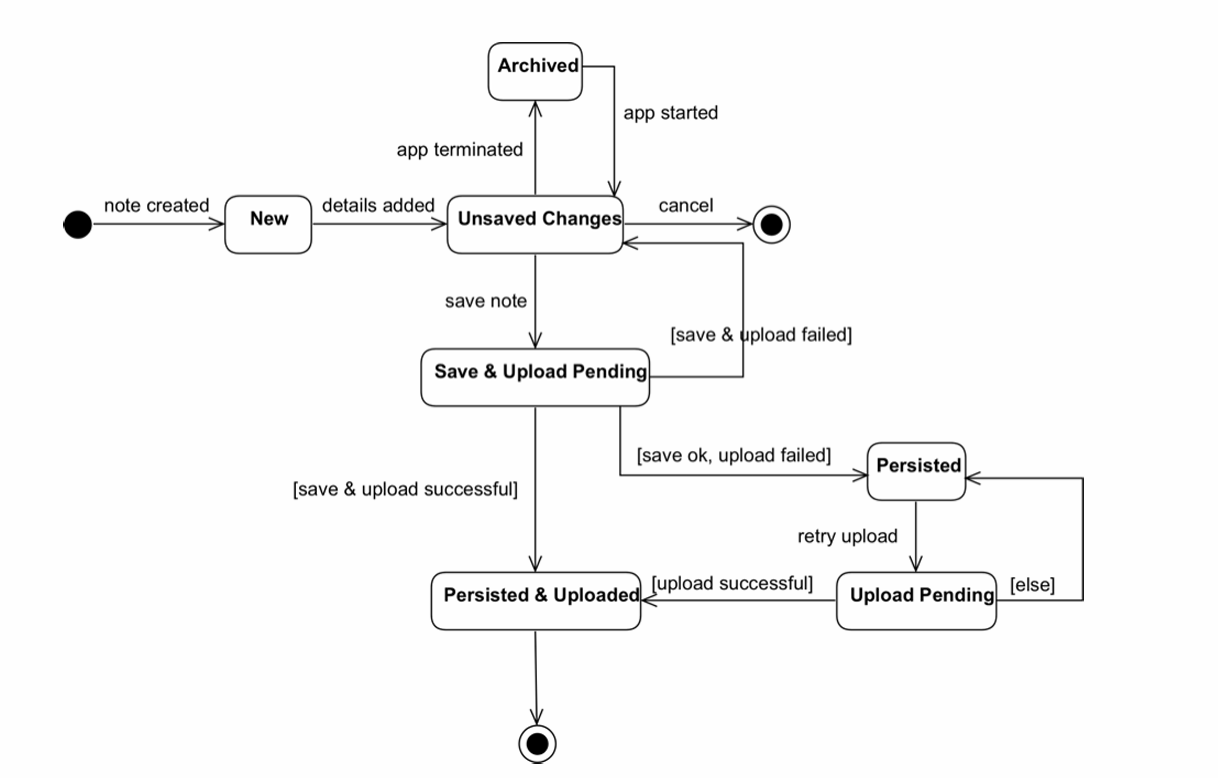 Archived
app started
app terminated
note created
New
details added
Unsaved Changes
cancel
save note
[save & upload failed]
Save & Upload Pending
[save ok, upload failed]
Persisted
[save & upload successful]
retry upload
Persisted & Uploaded
[upload successful]
Upload Pending
[else]